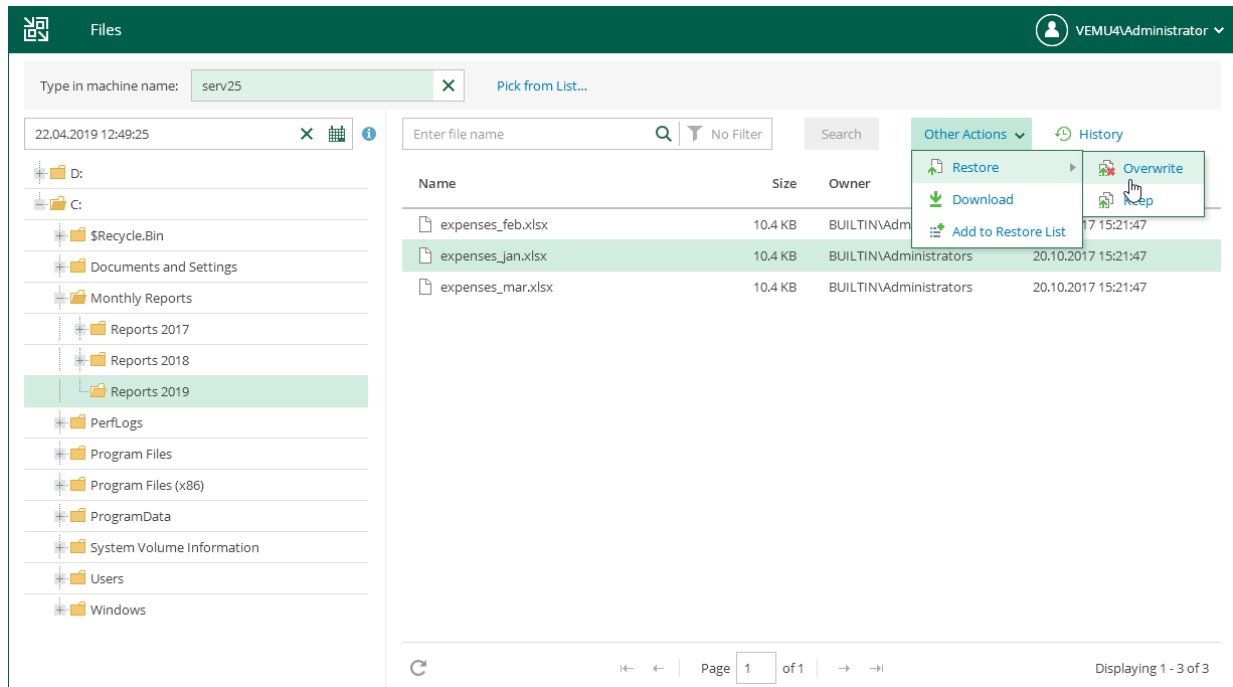 Files
VEMU4\Administrator
Type in machine name: serv25 Pick from List...
22.04.2019 12:49:25
Enter file name No Filter Search Other Actions History
D:
C:
$Recycle.Bin
Documents and Settings
Monthly Reports
Reports 2017
Reports 2018
Reports 2019
PerfLogs
Program Files
Program Files (x86)
ProgramData
System Volume Information
Users
Windows
Name Size Owner
Restore
Download
Add to Restore List
Overwrite
Keep
expenses_feb.xlsx 10.4 KB BUILTIN\Adm 17 15:21:47
expenses_jan.xlsx 10.4 KB BUILTIN\Administrators 20.10.2017 15:21:47
expenses_mar.xlsx 10.4 KB BUILTIN\Administrators 20.10.2017 15:21:47
Page 1 of 1
Displaying 1 - 3 of 3